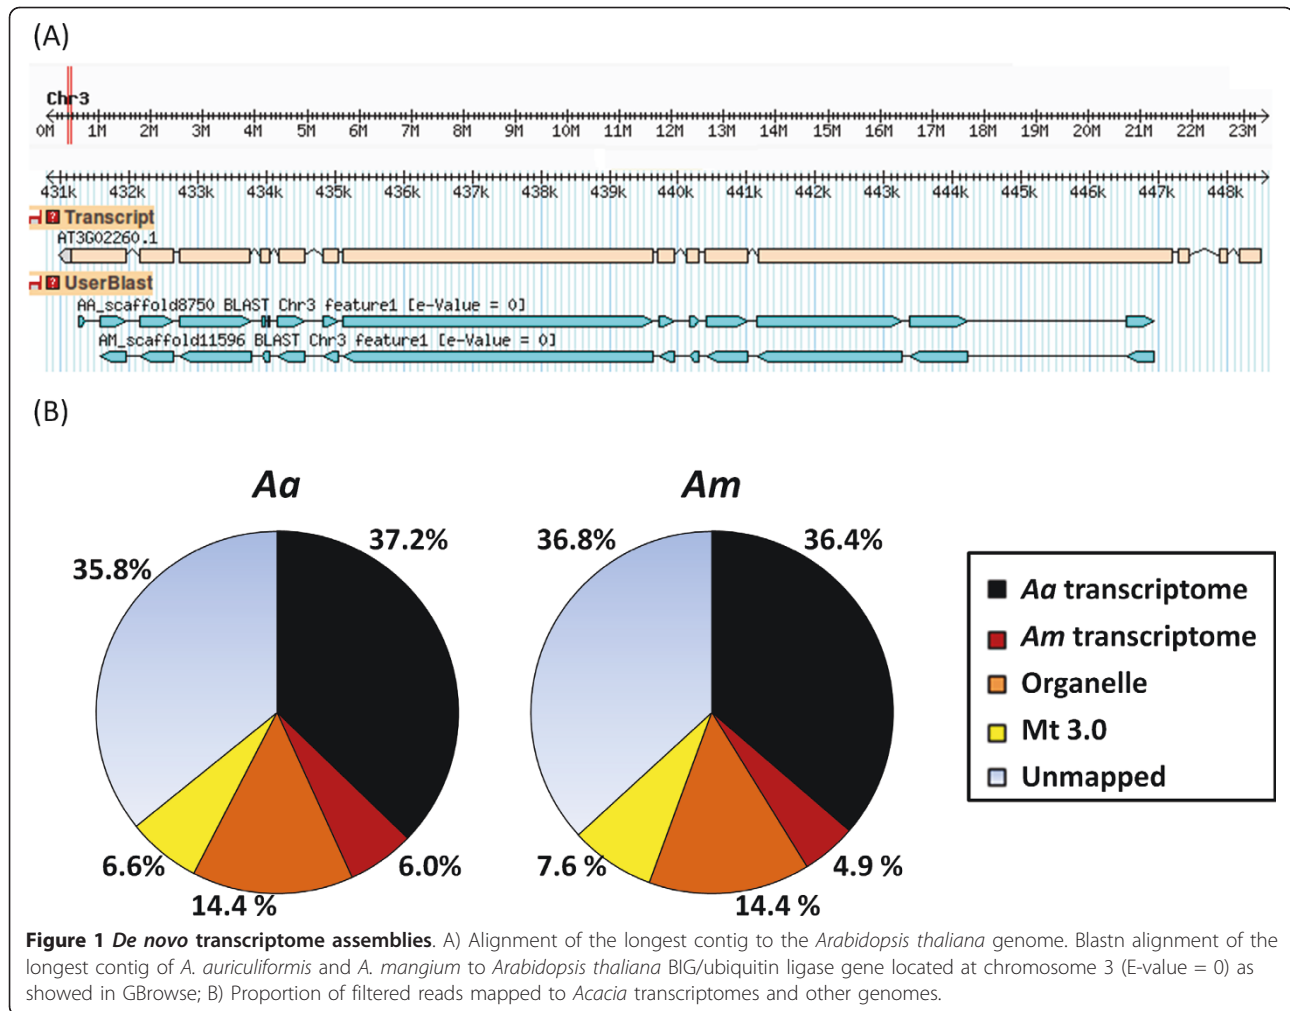 (A)
Chr3
0M 1M 2M 3M 4M 5M 6M 7M 8M 9M 10M 11M 12M 13M 14M 15M 16M 17M 18M 19M 20M 21M 22M 23M
431k 432k 433k 434k 435k 436k 437k 438k 439k 440k 441k 442k 443k 444k 445k 446k 447k 448k
? Transcript
AT3G02260.1
? UserBlast
AA_scaffold8750 BLAST Chr3 feature1 [e-Value = 0]
AM_scaffold11596 BLAST Chr3 feature1 [e-Value = 0]
(B)
Aa
37.2%
35.8%
6.6%
6.0%
14.4 %
Am
36.8%
36.4%
7.6 %
4.9 %
14.4 %
Aa transcriptome
Am transcriptome
Organelle
Mt 3.0
Unmapped
Figure 1 De novo transcriptome assemblies. A) Alignment of the longest contig to the Arabidopsis thaliana genome. Blastn alignment of the
longest contig of A. auriculiformis and A. mangium to Arabidopsis thaliana BIG/ubiquitin ligase gene located at chromosome 3 (E-value = 0) as
showed in GBrowse; B) Proportion of filtered reads mapped to Acacia transcriptomes and other genomes.